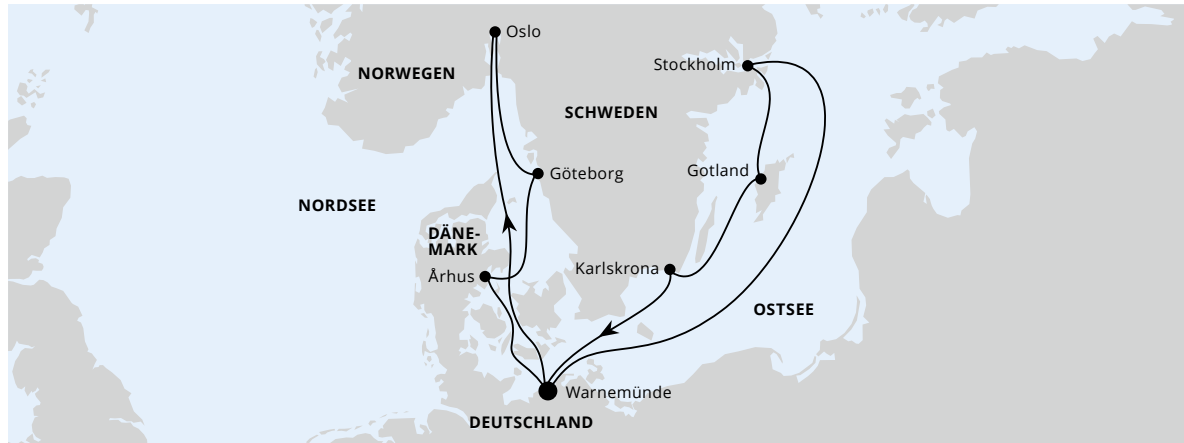 Oslo
Stockholm
NORWEGEN
SCHWEDEN
Göteborg
Gotland
NORDSEE
DÄNE-
MARK
Århus
Karlskrona
OSTSEE
Warnemünde
DEUTSCHLAND